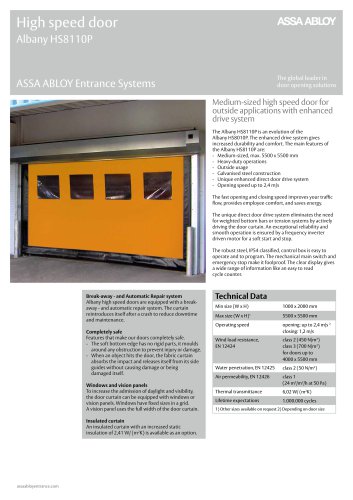 High speed door
Albany HS8110P
ASSA ABLOY
ASSA ABLOY Entrance Systems
The global leader in
door opening solutions
Medium-sized high speed door for
outside applications with enhanced
drive system
The Albany HS8110P is an evolution of the
Albany HS8010P. The enhanced drive system gives
increased durability and comfort. The main features of
the Albany HS8110P are:
- Medium-sized, max. 5500 x 5500 mm
- Heavy-duty operations
- Outside usage
- Galvanised steel construction
- Unique enhanced direct door drive system
- Opening speed up to 2,4 m/s
The fast opening and closing speed improves your traffic
flow, provides employee comfort, and saves energy.
The unique direct door drive system eliminates the need
for weighted bottom bars or tension systems by actively
driving the door curtain. An exceptional reliability and
smooth operation is ensured by a frequency inverter
driven motor for a soft start and stop.
The robust steel, IP54 classified, control box is easy to
operate and to program. The mechanical main switch and
emergency stop make it foolproof. The clear display gives
a wide range of information like an easy to read
cycle counter.
Break-away - and Automatic Repair system
Albany high speed doors are equipped with a break-
away - and automatic repair system. The curtain
reintroduces itself after a crash to reduce downtime
and maintenance.
Completely safe
Features that make our doors completely safe:
- The soft bottom edge has no rigid parts, it moulds
around any obstruction to prevent injury or damage.
- When an object hits the door, the fabric curtain
absorbs the impact and releases itself from its side
guides without causing damage or being
damaged itself.
Windows and vision panels
To increase the admission of daylight and visibility,
the door curtain can be equipped with windows or
vision panels. Windows have fixed sizes in a grid.
A vision panel uses the full width of the door curtain.
Insulated curtain
An insulated curtain with an increased static
insulation of 2,41 W/(m²K) is available as an option.
Technical Data
Min size (W x H) 1000 x 2000 mm
Max size (W x H)¹ 5500 x 5500 mm
Operating speed opening: up to 2,4 m/s ²
closing: 1,2 m/s
Wind load resistance, class 2 (450 N/m²)
EN 12424 class 3 (700 N/m²)
for doors up to
4000 x 5500 mm
Water penetration, EN 12425 class 2 (50 N/m²)
Air permeability, EN 12426 class 1
(24 m³/m²/h at 50 Pa)
Thermal transmittance 6,02 W/(m²K)
Lifetime expectations 1.000.000 cycles
1) Other sizes available on request 2) Depending on door size
assaabloyentrance.com